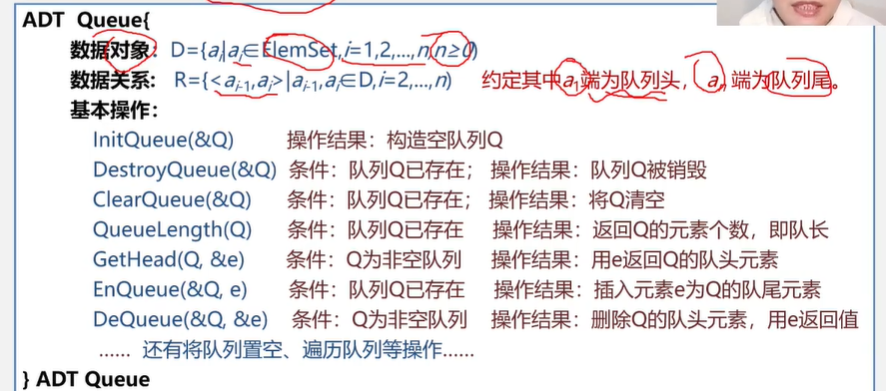 ADT Queue{
数据对象：D={aᵢ|aᵢ∈ElemSet,i=1,2,...,n,n≥0}
数据关系：R={<aᵢ₋₁,aᵢ>|aᵢ₋₁,aᵢ∈D,i=2,...,n} 约定其中a₁端为队列头，aₙ端为队列尾。
基本操作：
InitQueue(&Q) 操作结果：构造空队列Q
DestroyQueue(&Q) 条件：队列Q已存在； 操作结果：队列Q被销毁
ClearQueue(&Q) 条件：队列Q已存在； 操作结果：将Q清空
QueueLength(Q) 条件：队列Q已存在 操作结果：返回Q的元素个数，即队长
GetHead(Q, &e) 条件：Q为非空队列 操作结果：用e返回Q的队头元素
EnQueue(&Q, e) 条件：队列Q已存在 操作结果：插入元素e为Q的队尾元素
DeQueue(&Q, &e) 条件：Q为非空队列 操作结果：删除Q的队头元素，用e返回值
...... 还有将队列置空、遍历队列等操作......
} ADT Queue